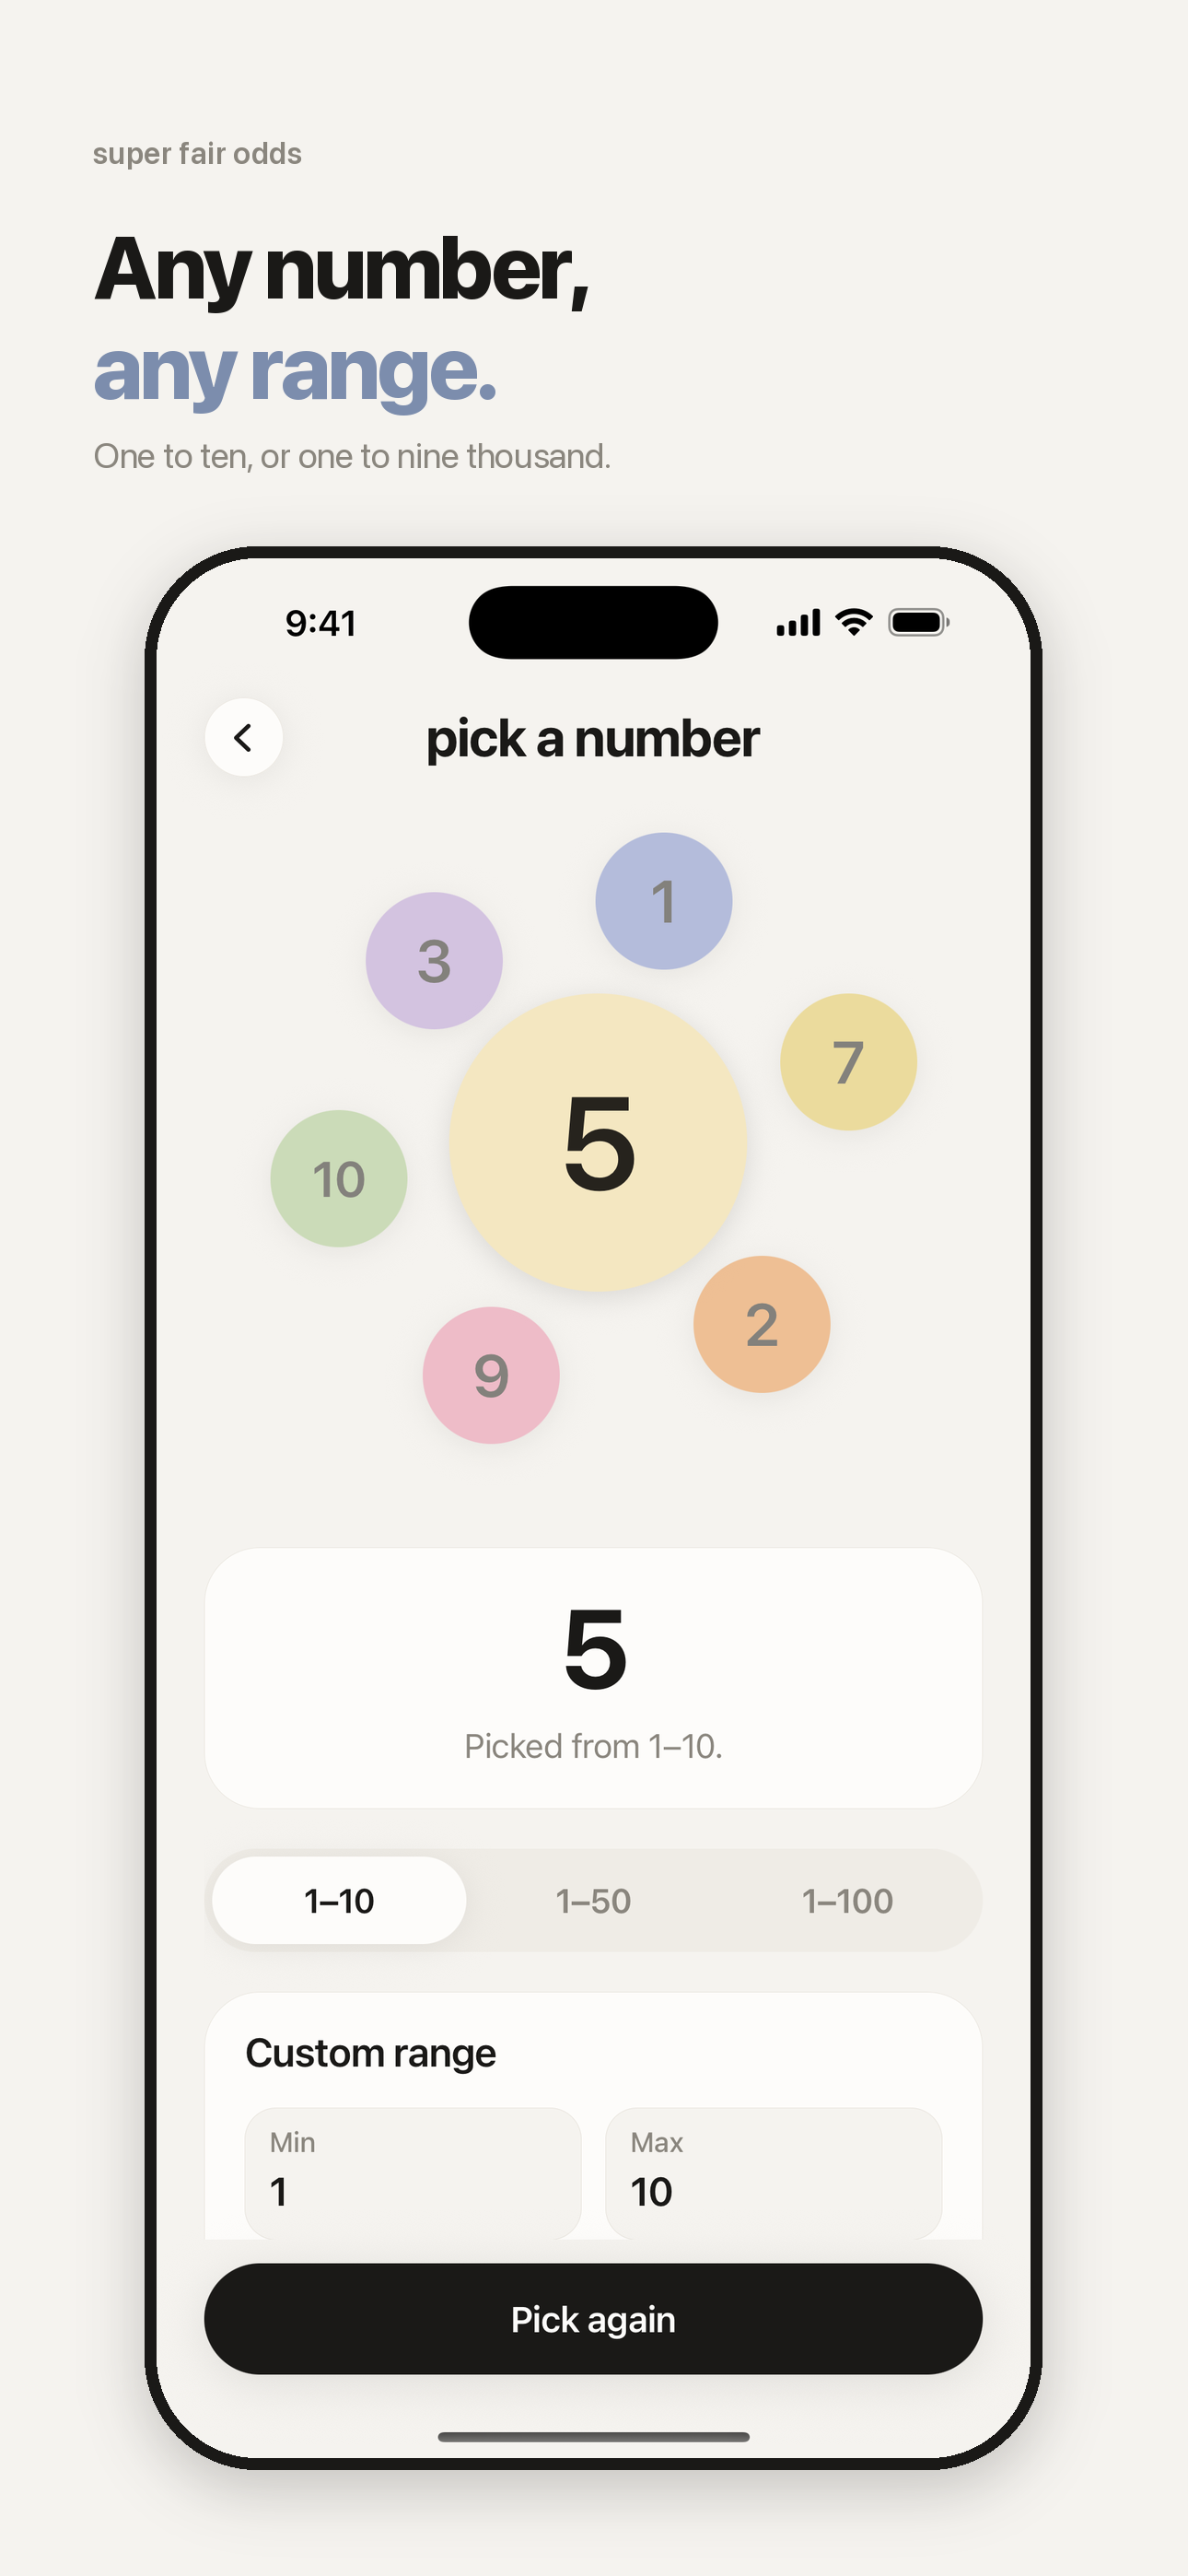 super fair odds
Any number,
any range.
One to ten, or one to nine thousand.
9:41
pick a number
1
3
7
5
10
2
9
5
Picked from 1–10.
1–10 1–50 1–100
Custom range
Min Max
1 10
Pick again